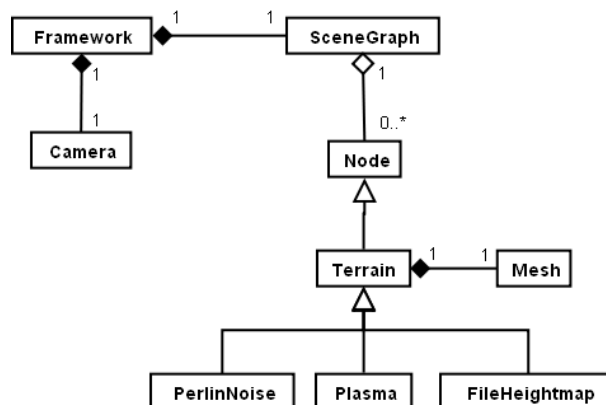 Framework
1
1
SceneGraph
1
1
1
Camera
0..*
Node
Terrain
1
1
Mesh
PerlinNoise
Plasma
FileHeightmap